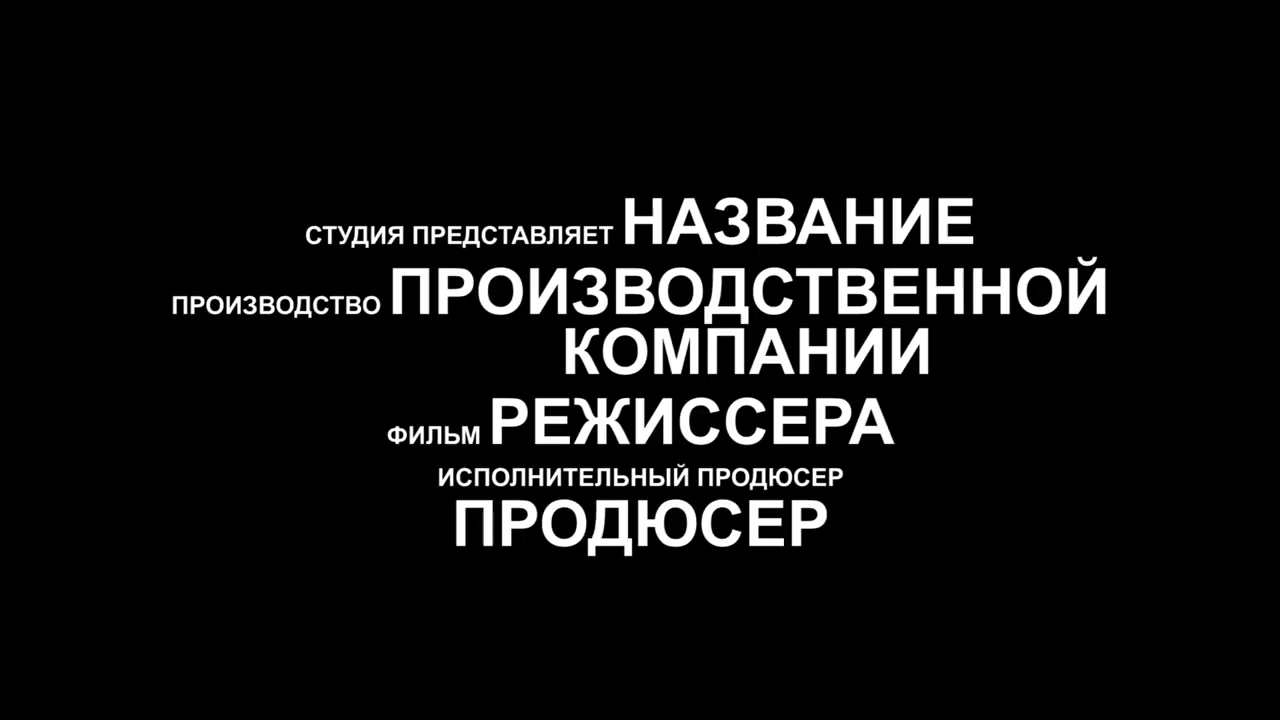 СТУДИЯ ПРЕДСТАВЛЯЕТ НАЗВАНИЕ
ПРОИЗВОДСТВО ПРОИЗВОДСТВЕННОЙ
КОМПАНИИ
ФИЛЬМ РЕЖИССЕРА
ИСПОЛНИТЕЛЬНЫЙ ПРОДЮСЕР
ПРОДЮСЕР